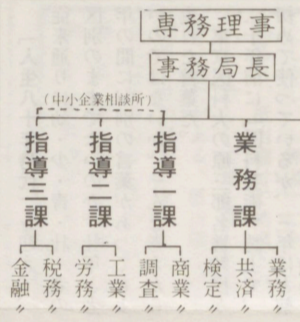 専務理事
事務局長
(中小企業相談所)
業務課
指導一課
指導二課
指導三課
業務
共済〃
検定〃
商業〃
調査〃
工業〃
労務〃
税務〃
金融〃